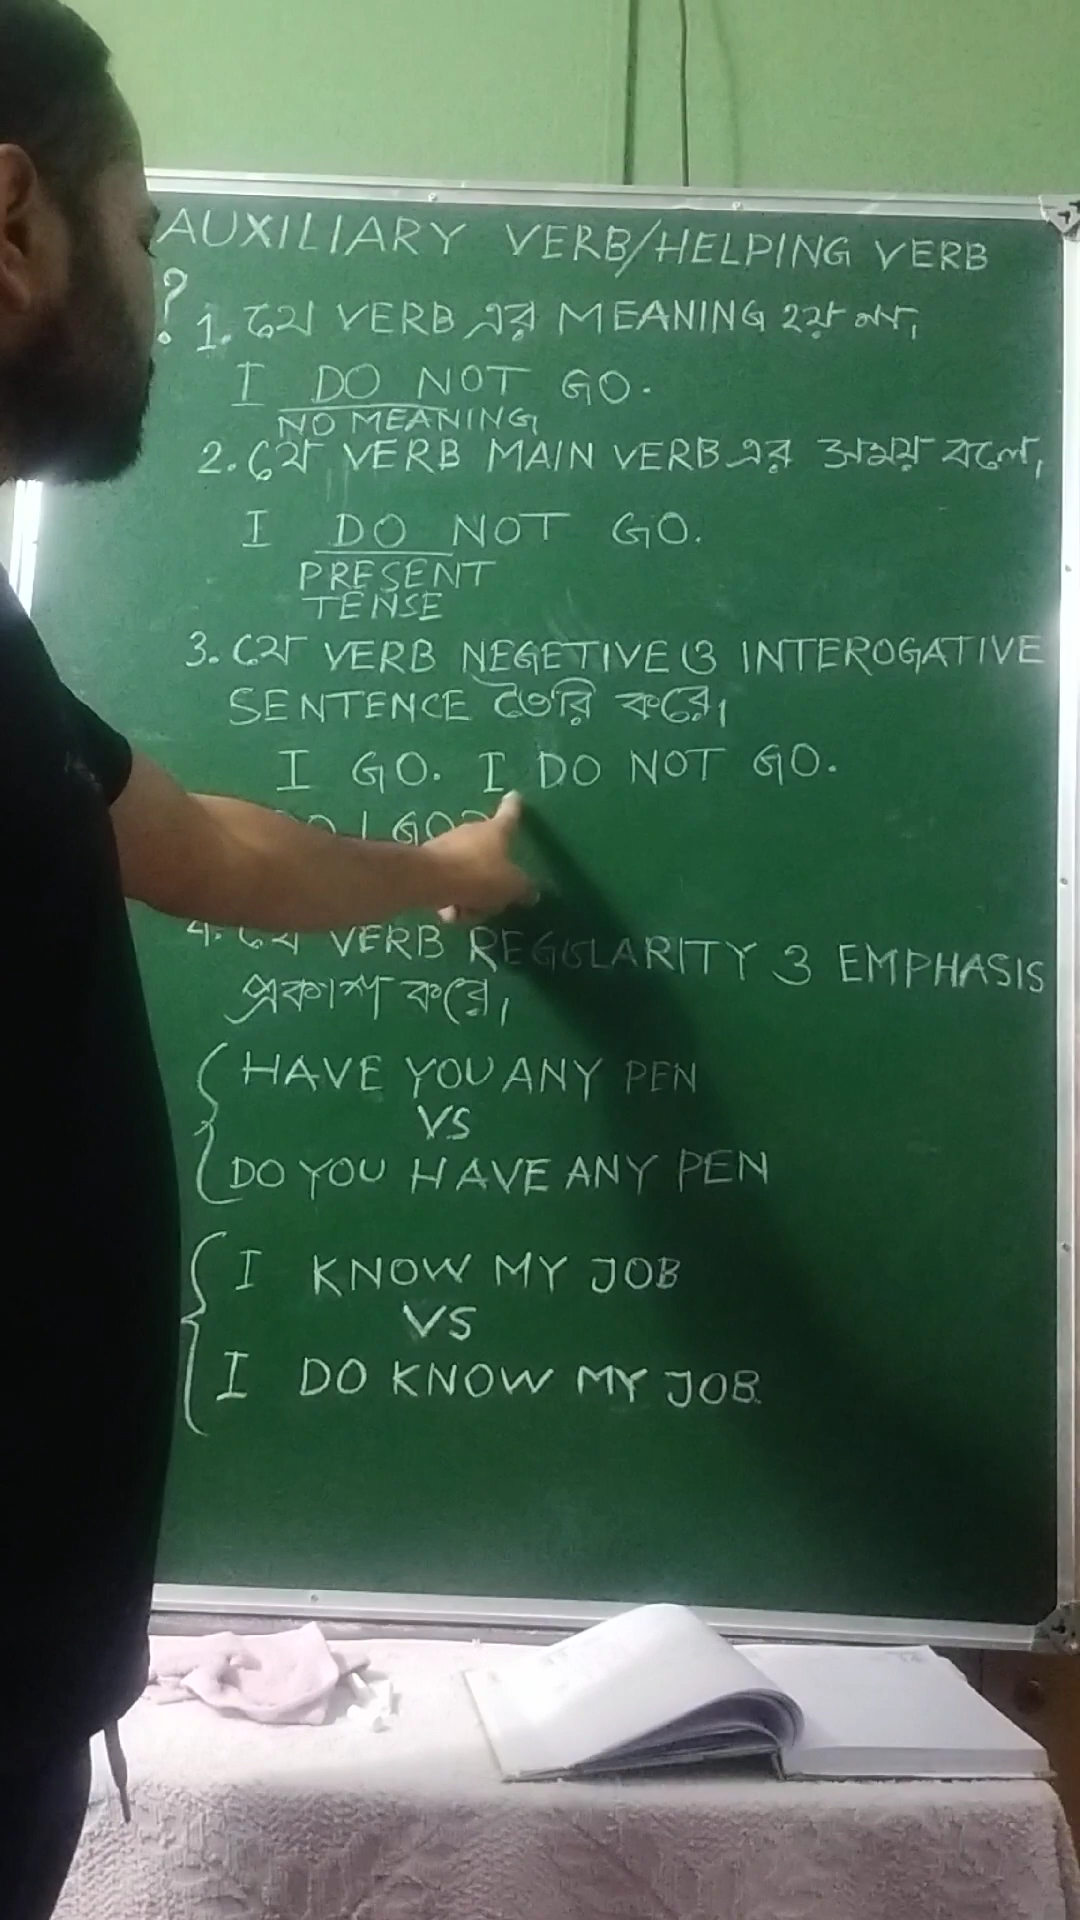 AUXILIARY VERB/HELPING VERB
?
1. যে VERB এর MEANING হয় না,
I DO NOT GO.
NO MEANING
2. যে VERB MAIN VERB এর সময় বলে,
I DO NOT GO.
PRESENT
TENSE
3. যে VERB NEGETIVE ও INTEROGATIVE
SENTENCE তৈরি করে,
I GO. I DO NOT GO.
I GO?
4. যে VERB REGULARITY ও EMPHASIS
প্রকাশ করে,
HAVE YOU ANY PEN
VS
DO YOU HAVE ANY PEN
I KNOW MY JOB
VS
I DO KNOW MY JOB.